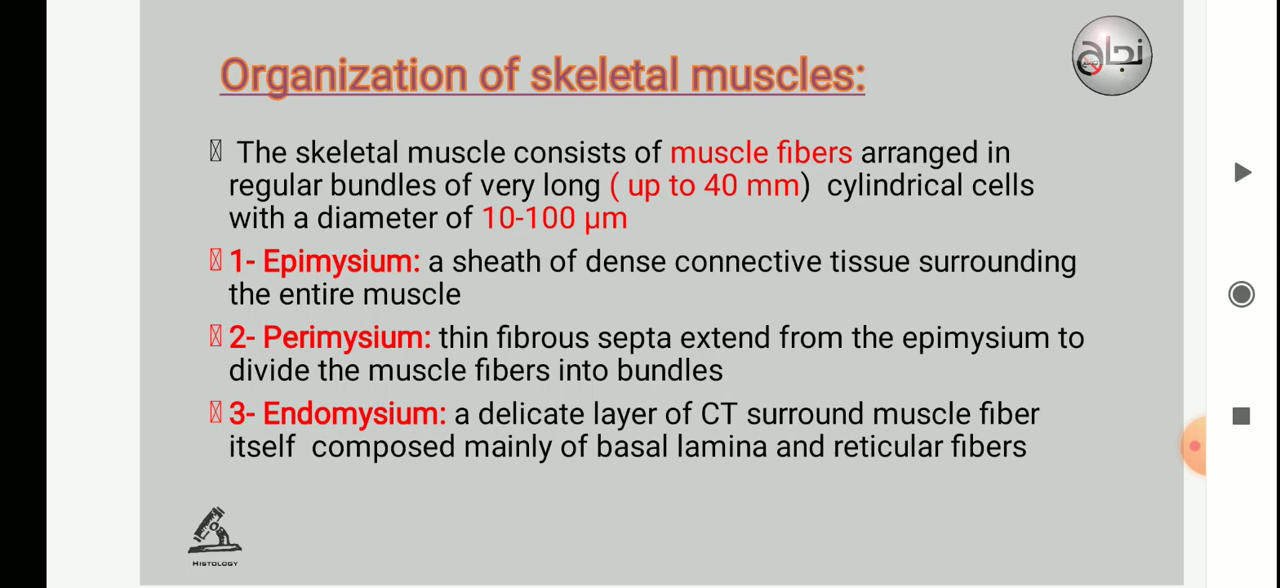 نجاح
Organization of skeletal muscles:
The skeletal muscle consists of muscle fibers arranged in
regular bundles of very long ( up to 40 mm) cylindrical cells
with a diameter of 10-100 µm
1- Epimysium: a sheath of dense connective tissue surrounding
the entire muscle
2- Perimysium: thin fibrous septa extend from the epimysium to
divide the muscle fibers into bundles
3- Endomysium: a delicate layer of CT surround muscle fiber
itself composed mainly of basal lamina and reticular fibers
HISTOLOGY